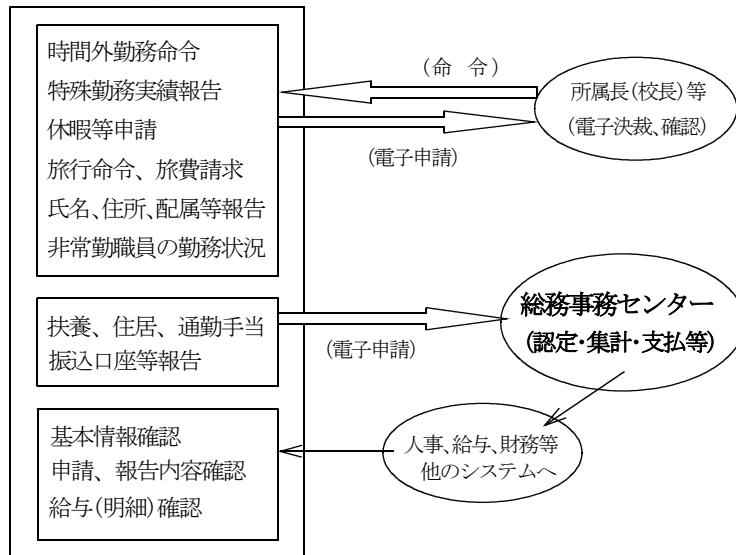 時間外勤務命令
特殊勤務実績報告
休暇等申請
旅行命令、旅費請求
氏名、住所、配属等報告
非常勤職員の勤務状況
(命 令)
所属長(校長)等
(電子決裁、確認)
(電子申請)
扶養、住居、通勤手当
振込口座等報告
(電子申請)
総務事務センター
(認定・集計・支払等)
基本情報確認
申請、報告内容確認
給与(明細)確認
人事、給与、財務等
他のシステムへ